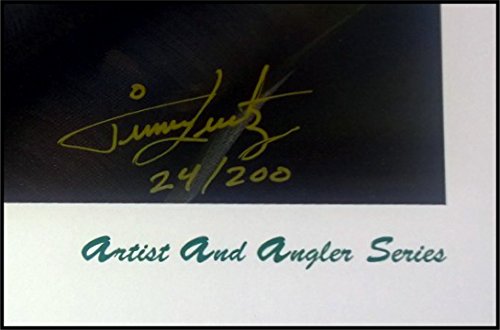 24/200
Artist And Angler Series